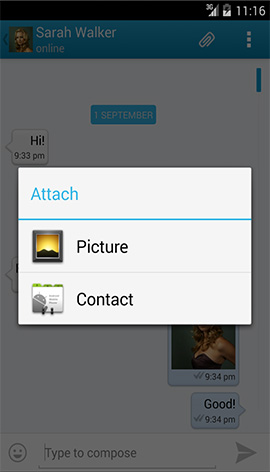 3G 11:16
Sarah Walker
online
1 SEPTEMBER
Hi!
9:33 pm
Attach
Picture
Contact
9:34 pm
Good!
9:34 pm
Type to compose